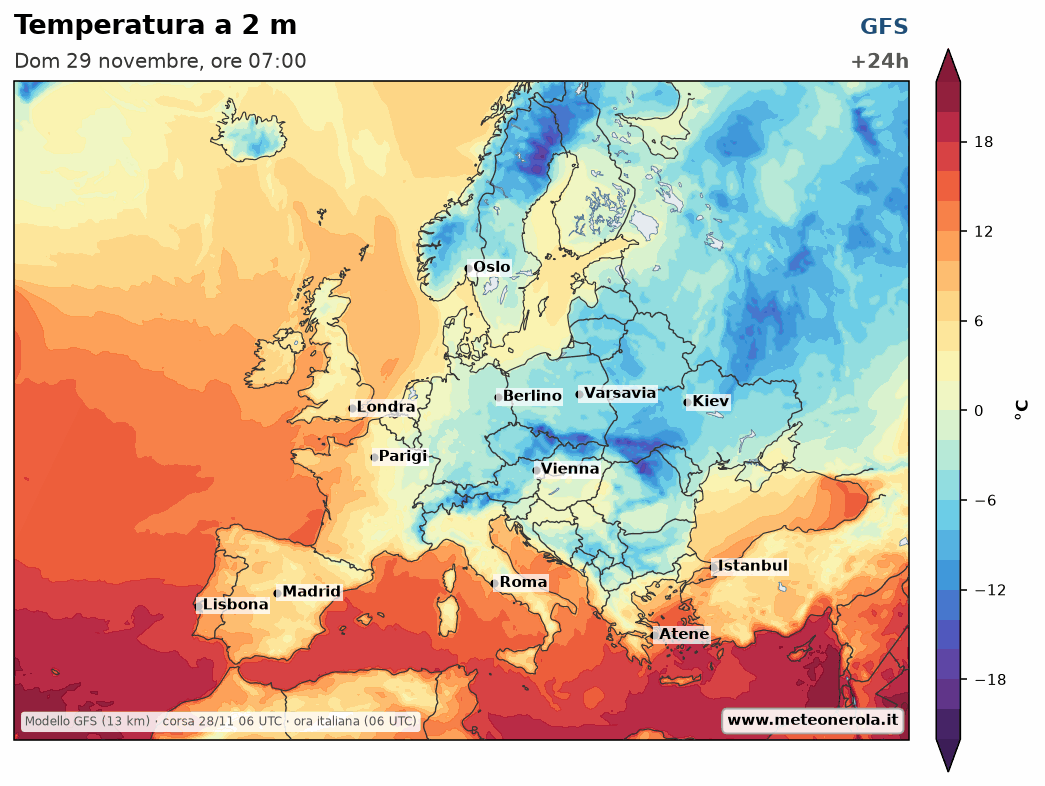 Temperatura a 2 m
GFS
Dom 29 novembre, ore 07:00
+24h
18
12
6
0
−6
−12
−18
°C
Oslo
Berlino
Varsavia
Kiev
Londra
Parigi
Vienna
Istanbul
Roma
Madrid
Lisbona
Atene
Modello GFS (13 km) · corsa 28/11 06 UTC · ora italiana (06 UTC)
www.meteonerola.it